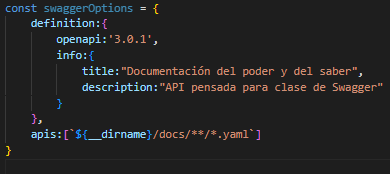 const swaggerOptions = {
    definition:{
        openapi:'3.0.1',
        info:{
            title:"Documentación del poder y del saber",
            description:"API pensada para clase de Swagger"
        }
    },
    apis:[`${__dirname}/docs/**/*.yaml`]
}